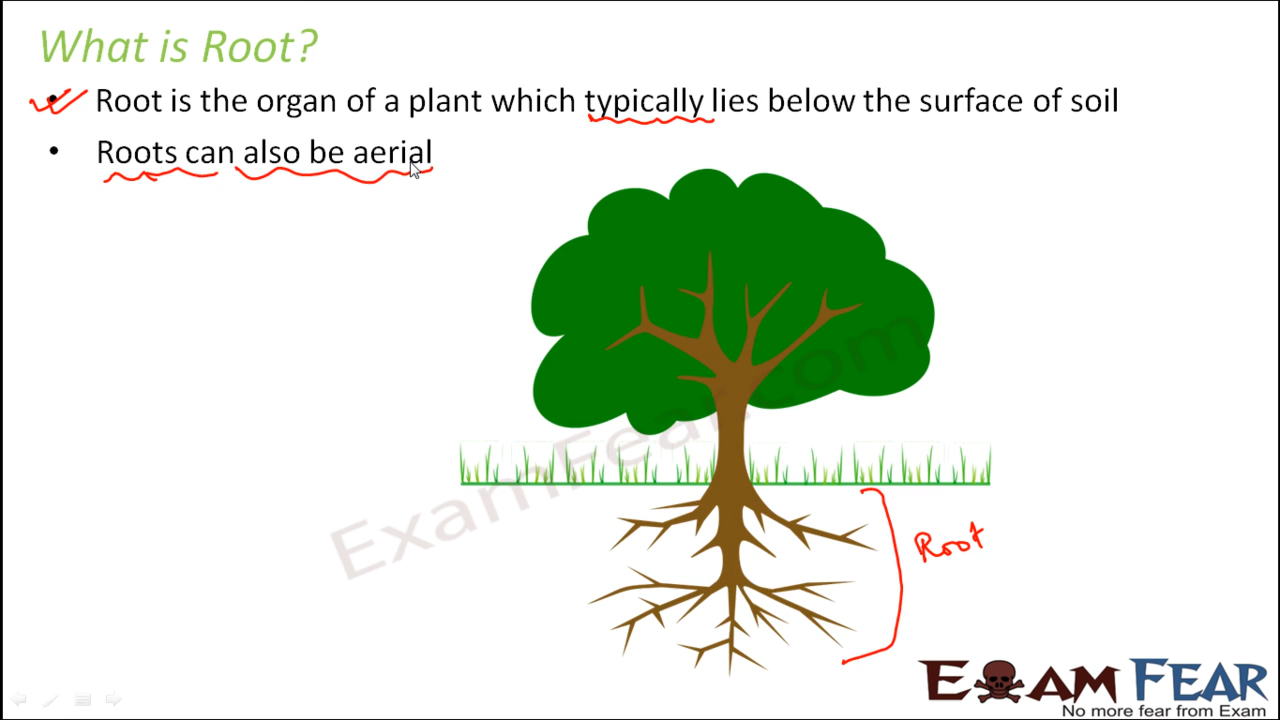 What is Root?
• Root is the organ of a plant which typically lies below the surface of soil
• Roots can also be aerial
ExamFear.com
Root
EXAM FEAR
No more fear from Exam